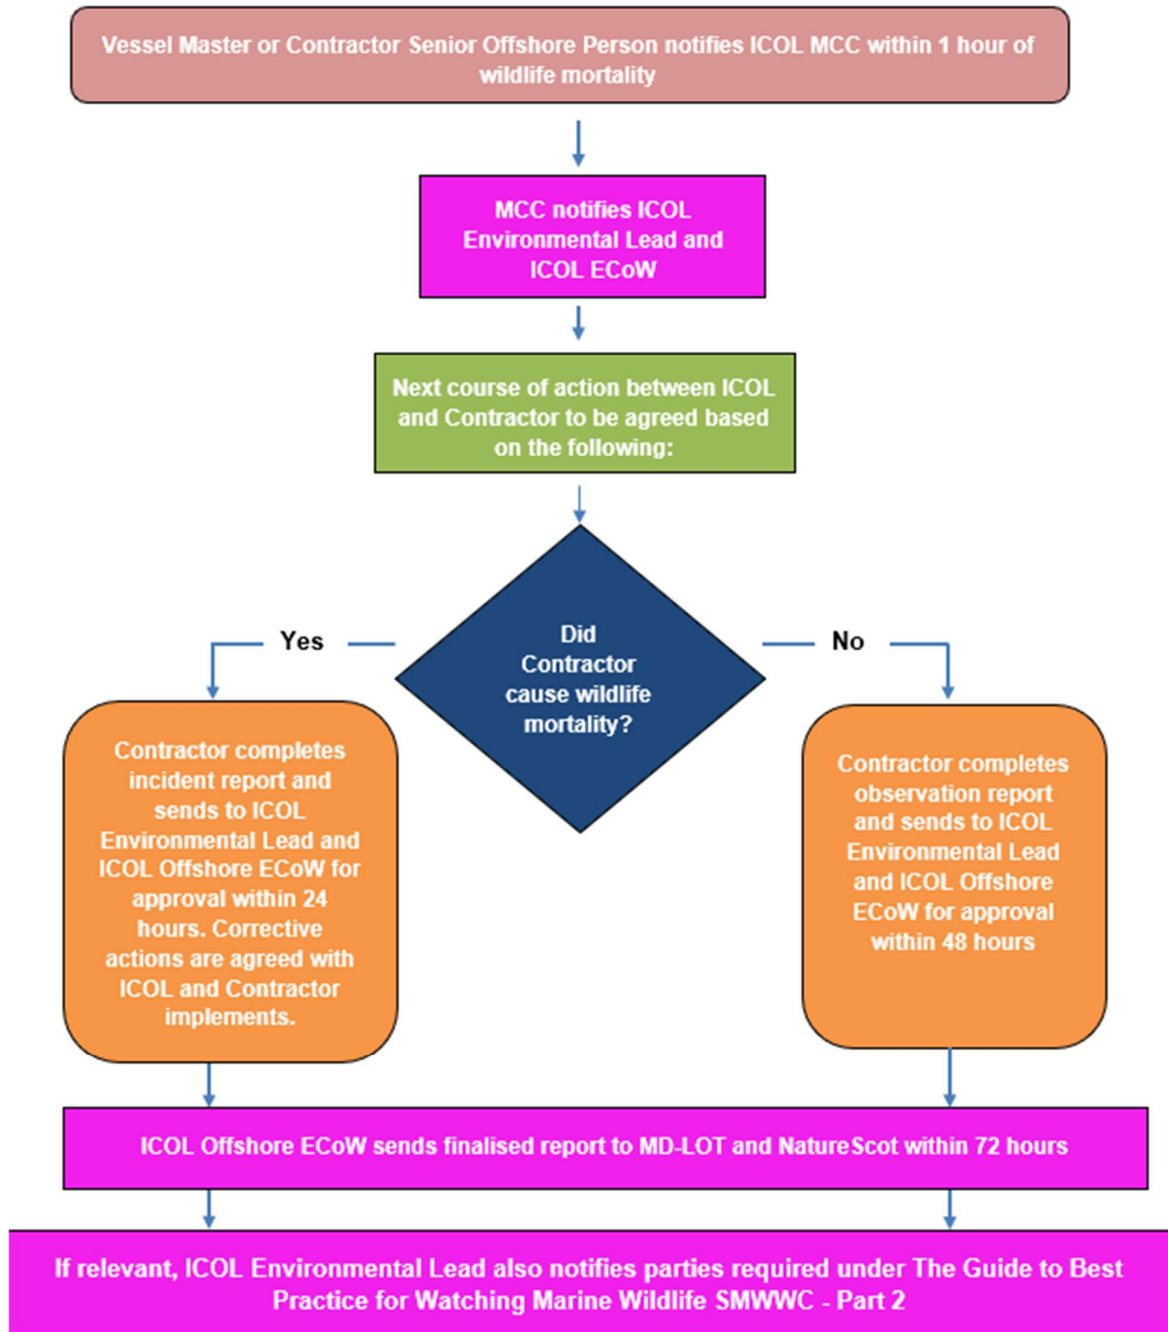 Vessel Master or Contractor Senior Offshore Person notifies ICOL MCC within 1 hour of
wildlife mortality
MCC notifies ICOL
Environmental Lead and
ICOL ECoW
Next course of action between ICOL
and Contractor to be agreed based
on the following:
Did
Contractor
cause wildlife
mortality?
Yes
No
Contractor completes
incident report and
sends to ICOL
Environmental Lead and
ICOL Offshore ECoW for
approval within 24
hours. Corrective
actions are agreed with
ICOL and Contractor
implements.
Contractor completes
observation report
and sends to ICOL
Environmental Lead
and ICOL Offshore
ECoW for approval
within 48 hours
ICOL Offshore ECoW sends finalised report to MD-LOT and NatureScot within 72 hours
If relevant, ICOL Environmental Lead also notifies parties required under The Guide to Best
Practice for Watching Marine Wildlife SMWWC - Part 2